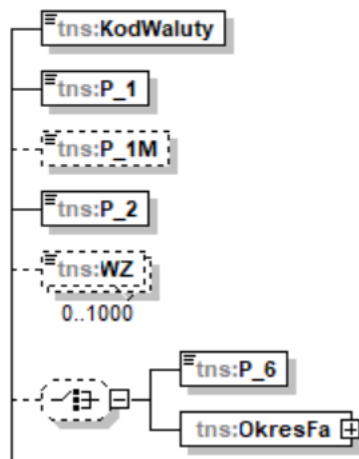 tns:KodWaluty
tns:P_1
tns:P_1M
tns:P_2
tns:WZ
0..1000
tns:P_6
tns:OkresFa